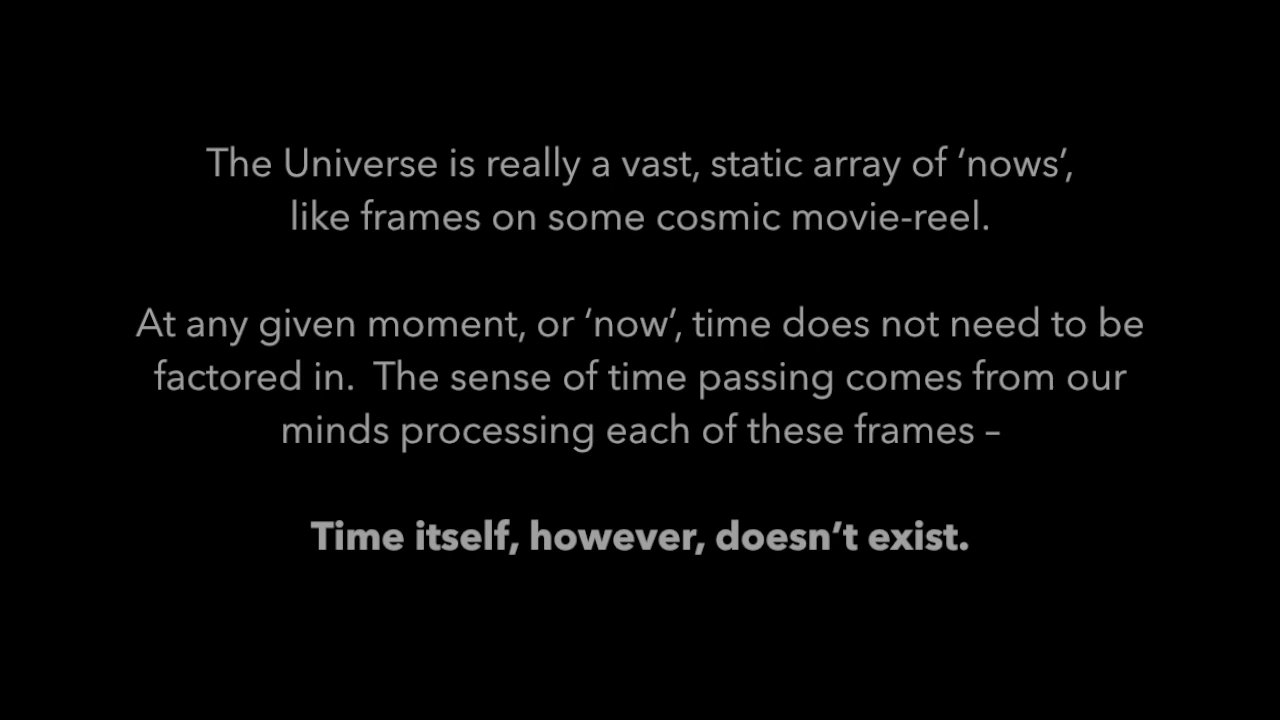 The Universe is really a vast, static array of ‘nows’,
like frames on some cosmic movie-reel.
At any given moment, or ‘now’, time does not need to be
factored in.  The sense of time passing comes from our
minds processing each of these frames –
Time itself, however, doesn’t exist.